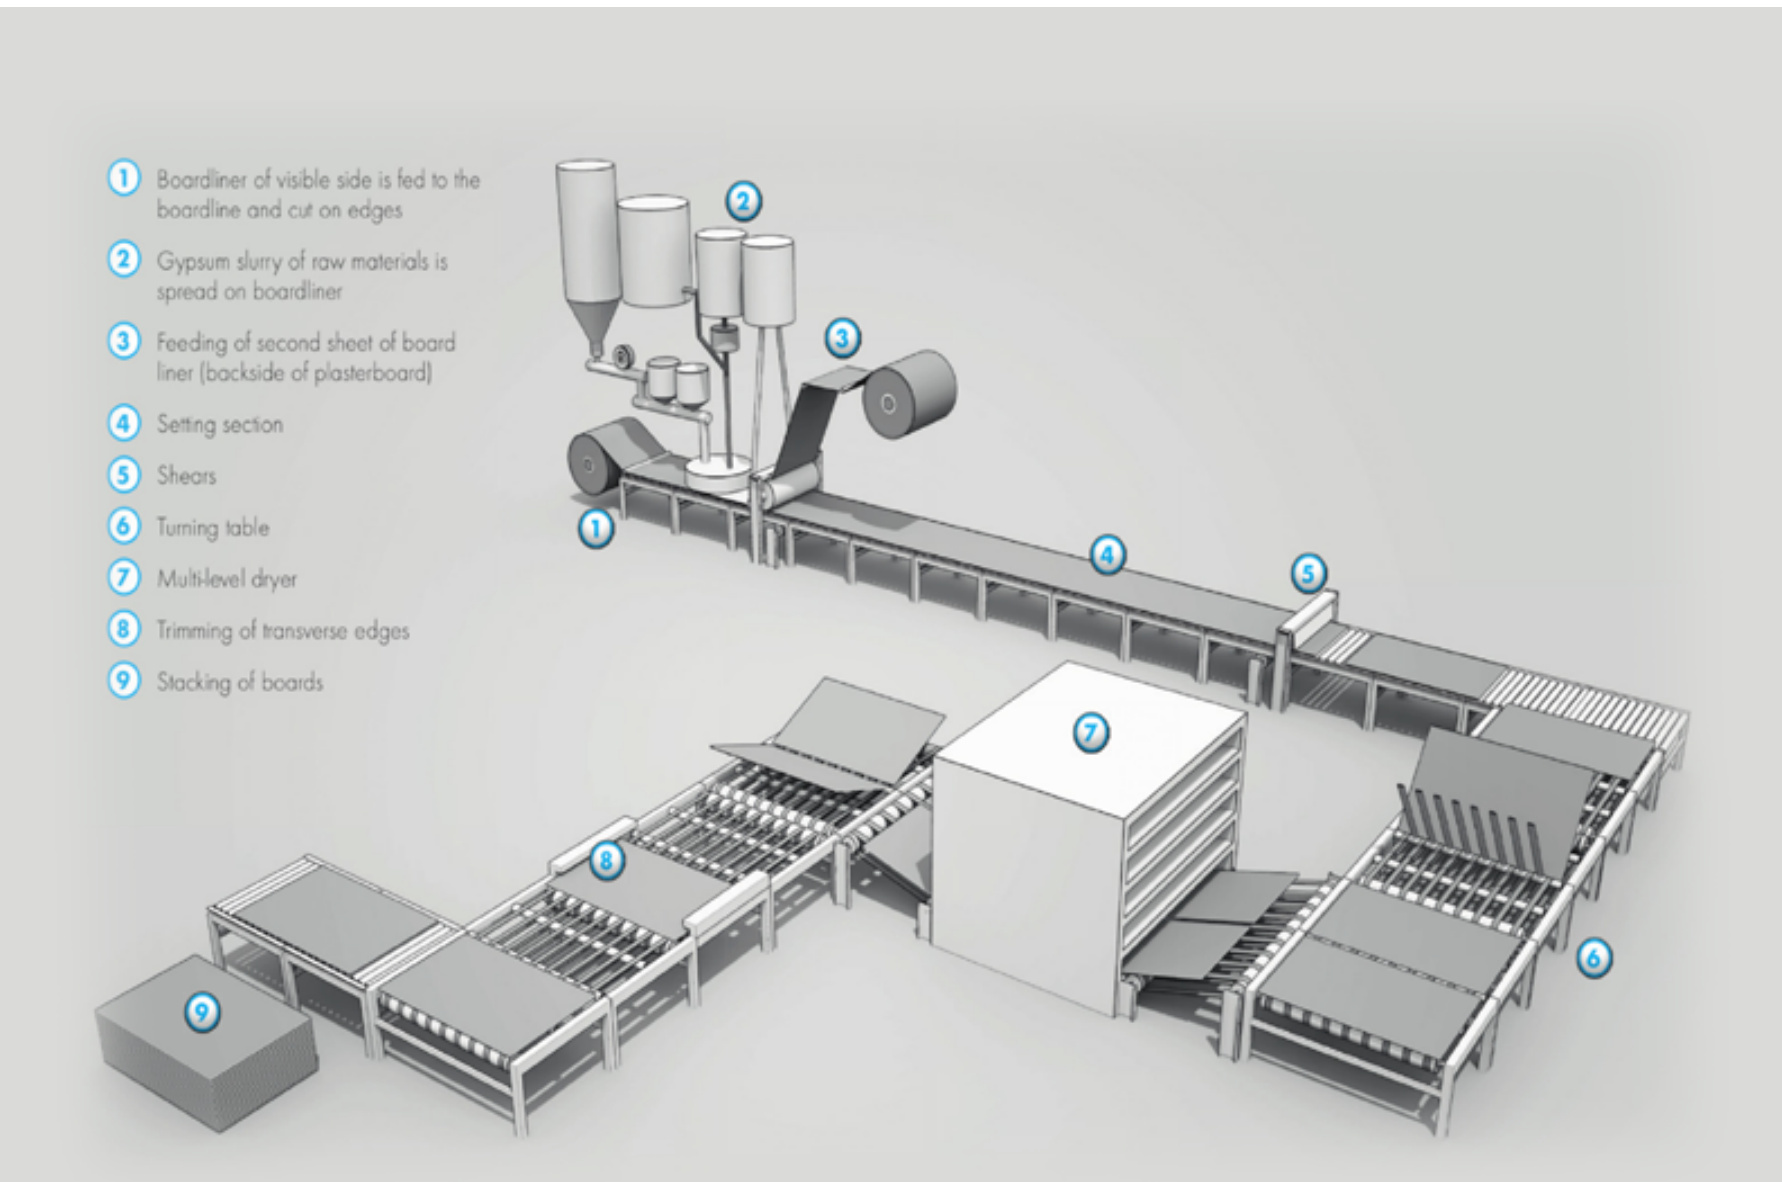 1 Boardliner of visible side is fed to the
boardline and cut on edges
2 Gypsum slurry of raw materials is
spread on boardliner
3 Feeding of second sheet of board
liner (backside of plasterboard)
4 Setting section
5 Shears
6 Turning table
7 Multi-level dryer
8 Trimming of transverse edges
9 Stacking of boards
2
3
1
4
5
7
8
6
9